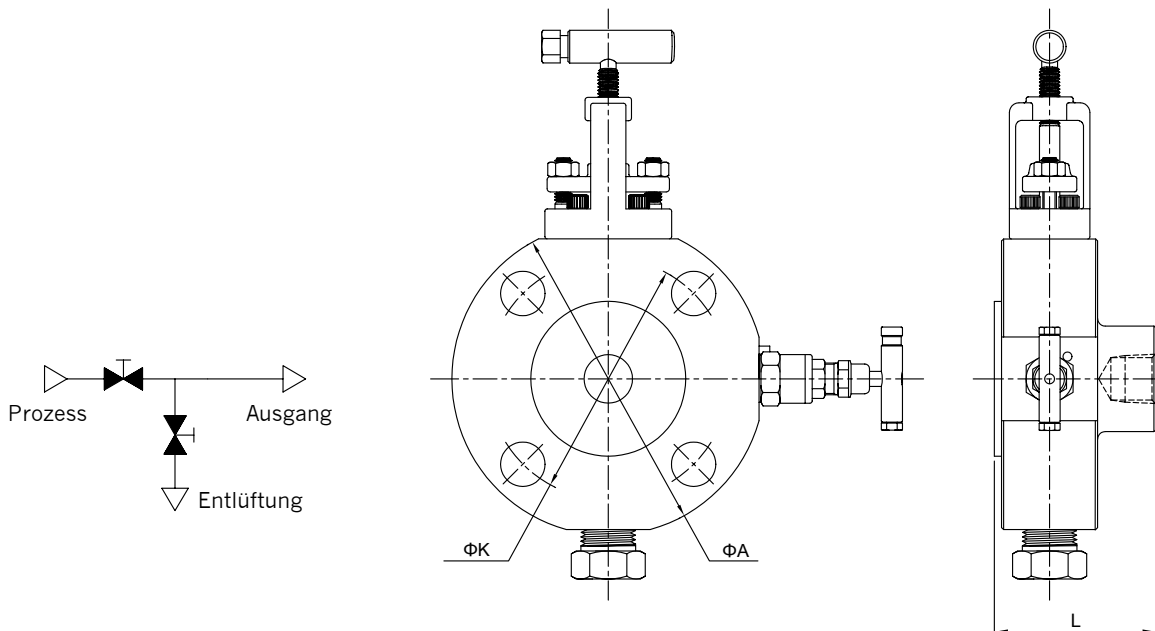 Prozess
Ausgang
Entlüftung
ΦK
ΦA
L